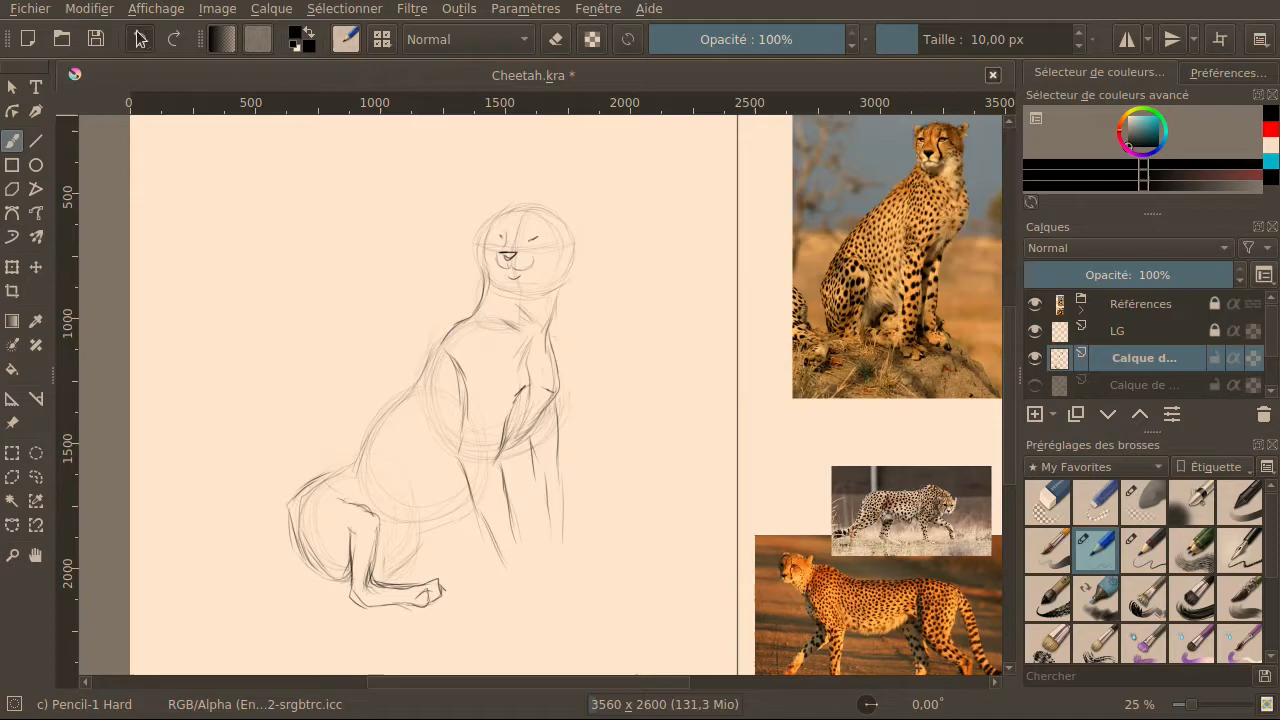 Fichier Modifier Affichage Image Calque Sélectionner Filtre Outils Paramètres Fenêtre Aide
Normal Opacité : 100% Taille : 10,00 px
Cheetah.kra *
Sélecteur de couleurs... Préférences...
Sélecteur de couleurs avancé
0 500 1000 1500 2000 2500 3000 3500
500
1000
1500
2000
Calques
Normal
Opacité: 100%
Références
LG
Calque d...
Calque de ...
Préréglages des brosses
★ My Favorites Étiquette
Chercher
c) Pencil-1 Hard RGB/Alpha (En...2-srgbtrc.icc 3560 x 2600 (131,3 Mio) 0,00° 25 %